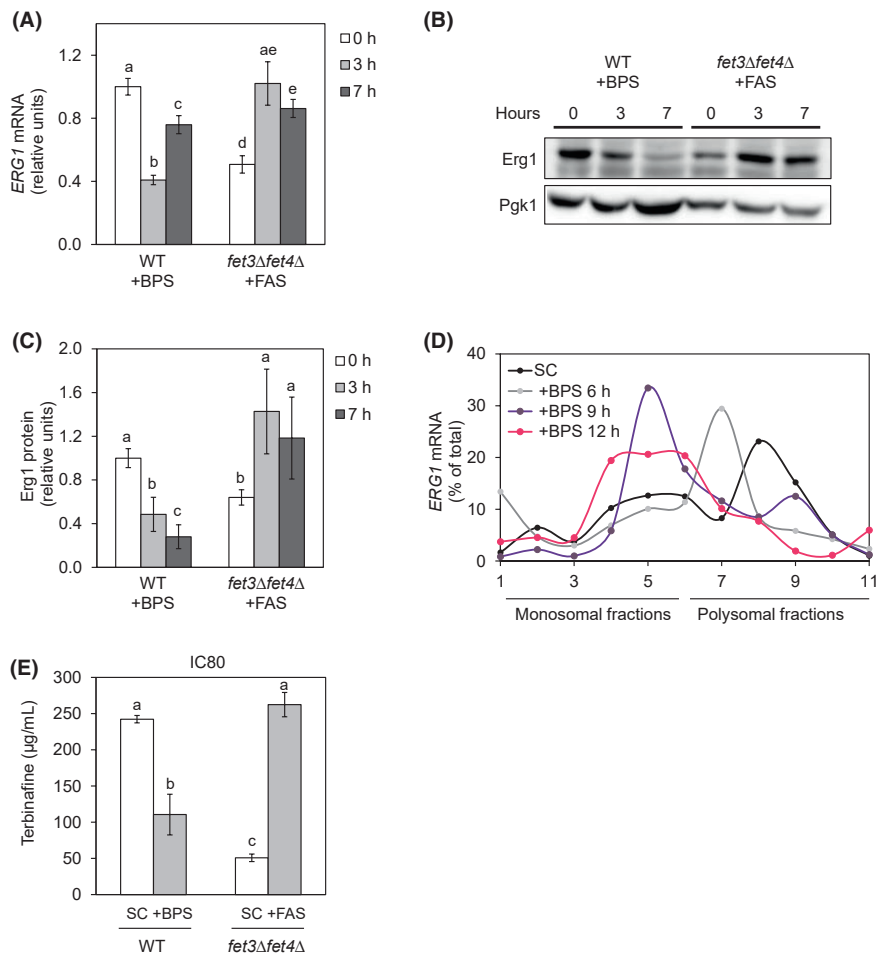 (A)
ERG1 mRNA
(relative units)
1.2
0.8
0.4
0.0
a
b
c
d
ae
e
0 h
3 h
7 h
WT
+BPS
fet3Δfet4Δ
+FAS
(B)
WT
+BPS
fet3Δfet4Δ
+FAS
Hours 0 3 7 0 3 7
Erg1
Pgk1
(C)
Erg1 protein
(relative units)
2.0
1.6
1.2
0.8
0.4
0.0
a
b
c
b
a
a
0 h
3 h
7 h
WT
+BPS
fet3Δfet4Δ
+FAS
(D)
ERG1 mRNA
(% of total)
40
30
20
10
0
SC
+BPS 6 h
+BPS 9 h
+BPS 12 h
1 3 5 7 9 11
Monosomal fractions Polysomal fractions
(E)
IC80
Terbinafine (µg/mL)
300
250
200
150
100
50
0
a
b
c
a
SC +BPS SC +FAS
WT fet3Δfet4Δ